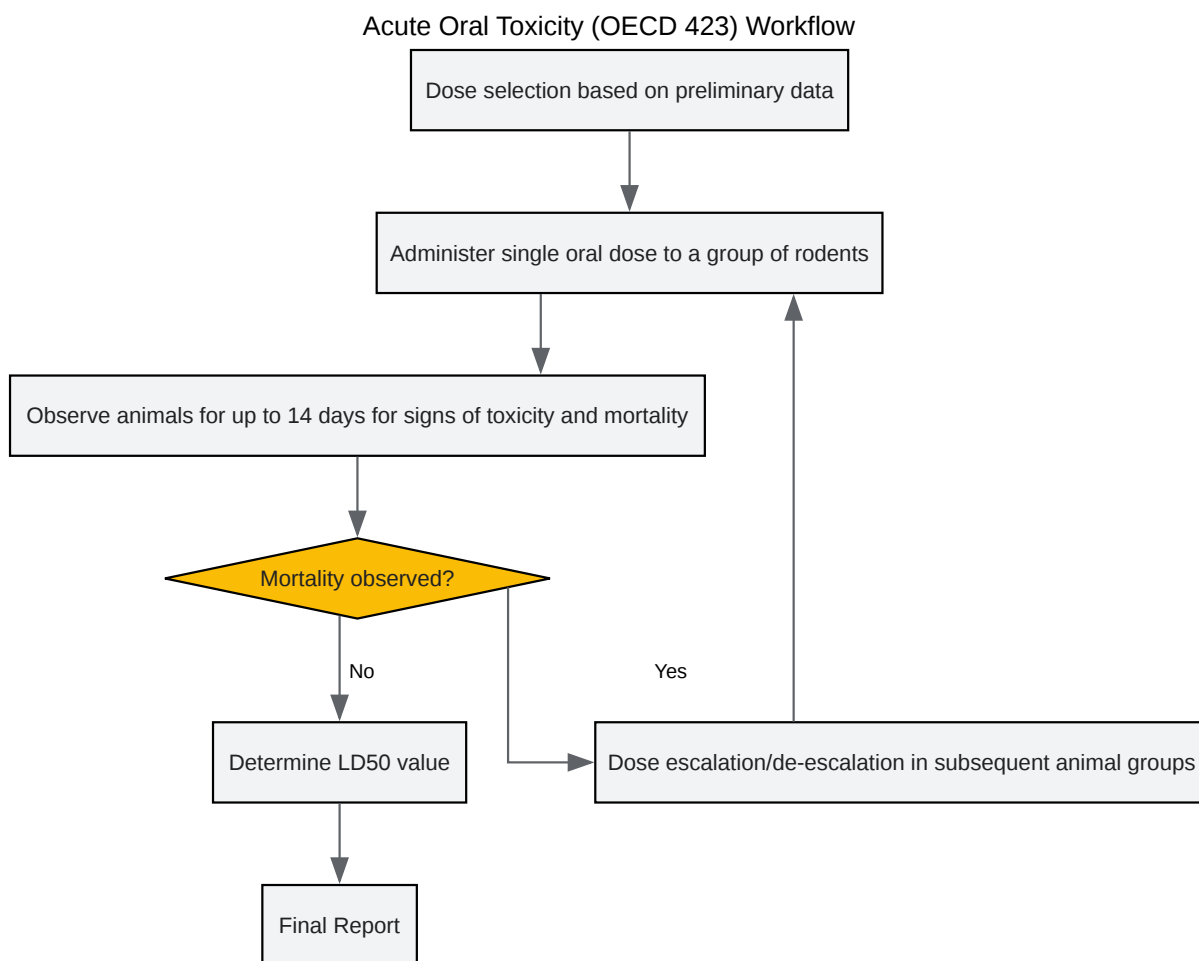 Acute Oral Toxicity (OECD 423) Workflow
Dose selection based on preliminary data
Administer single oral dose to a group of rodents
Observe animals for up to 14 days for signs of toxicity and mortality
Mortality observed?
No
Yes
Determine LD50 value
Dose escalation/de-escalation in subsequent animal groups
Final Report